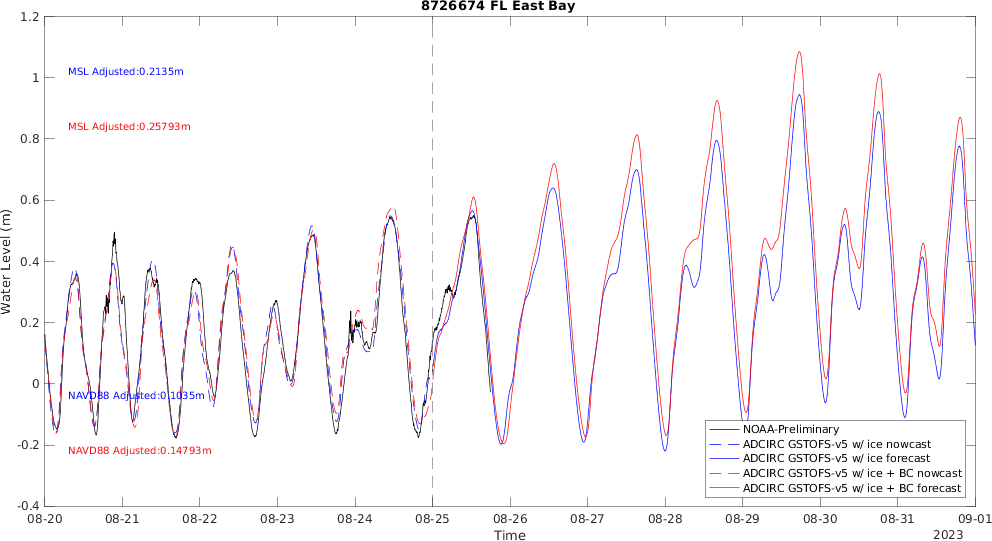 8726674 FL East Bay
MSL Adjusted:0.2135m
MSL Adjusted:0.25793m
NAVD88 Adjusted:0.1035m
NAVD88 Adjusted:0.14793m
Water Level (m)
1.2
1
0.8
0.6
0.4
0.2
0
-0.2
-0.4
NOAA-Preliminary
ADCIRC GSTOFS-v5 w/ ice nowcast
ADCIRC GSTOFS-v5 w/ ice forecast
ADCIRC GSTOFS-v5 w/ ice + BC nowcast
ADCIRC GSTOFS-v5 w/ ice + BC forecast
08-20 08-21 08-22 08-23 08-24 08-25 08-26 08-27 08-28 08-29 08-30 08-31 09-01
Time
2023